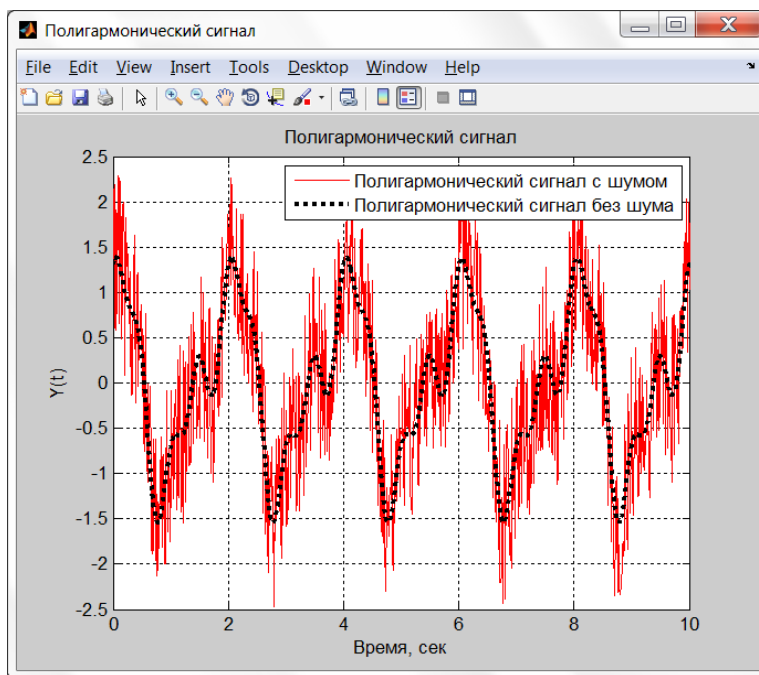 Полигармонический сигнал
File Edit View Insert Tools Desktop Window Help
Полигармонический сигнал
Полигармонический сигнал с шумом
Полигармонический сигнал без шума
Y(t)
2.5
2
1.5
1
0.5
0
-0.5
-1
-1.5
-2
-2.5
0 2 4 6 8 10
Время, сек